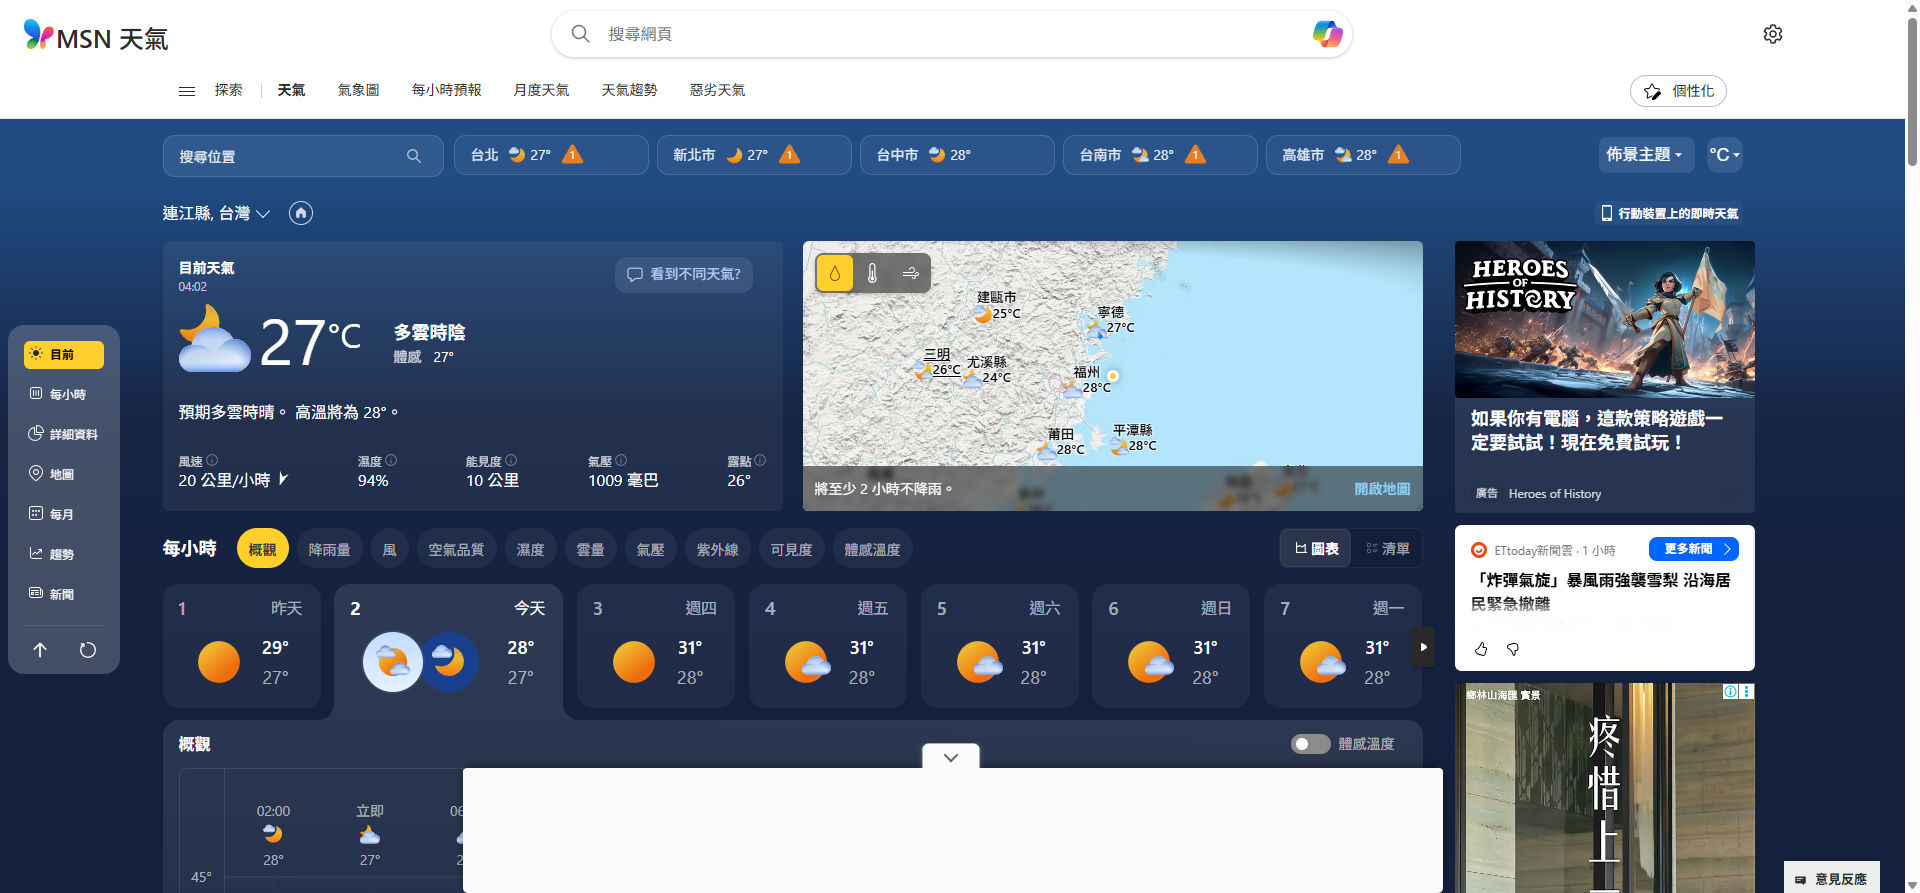 MSN 天氣
搜尋網頁
探索
天氣
氣象圖
每小時預報
月度天氣
天氣趨勢
惡劣天氣
個性化
搜尋位置
台北 27° 1
新北市 27° 1
台中市 28°
台南市 28° 1
高雄市 28° 1
佈景主題
°C
連江縣, 台灣
行動裝置上的即時天氣
目前
每小時
詳細資料
地圖
每月
趨勢
新聞
目前天氣
04:02
看到不同天氣?
27°C
多雲時陰
體感 27°
預期多雲時晴。 高溫將為 28°。
風速
20 公里/小時
濕度
94%
能見度
10 公里
氣壓
1009 毫巴
露點
26°
建甌市
25°C
寧德
27°C
三明
26°C
尤溪縣
24°C
福州
28°C
莆田
28°C
平潭縣
28°C
將至少 2 小時不降雨。
開啟地圖
HEROES
OF
HISTORY
如果你有電腦，這款策略遊戲一
定要試試！現在免費試玩！
廣告 Heroes of History
每小時
概觀
降雨量
風
空氣品質
濕度
雲量
氣壓
紫外線
可見度
體感溫度
圖表
清單
1 昨天
29°
27°
2 今天
28°
27°
3 週四
31°
28°
4 週五
31°
28°
5 週六
31°
28°
6 週日
31°
28°
7 週一
31°
28°
ETtoday新聞雲 · 1 小時
更多新聞
「炸彈氣旋」暴風雨強襲雪梨 沿海居
民緊急撤離
概觀
體感溫度
02:00
28°
立即
27°
45°
鄉林山海匯 實景
疼惜上
意見反應